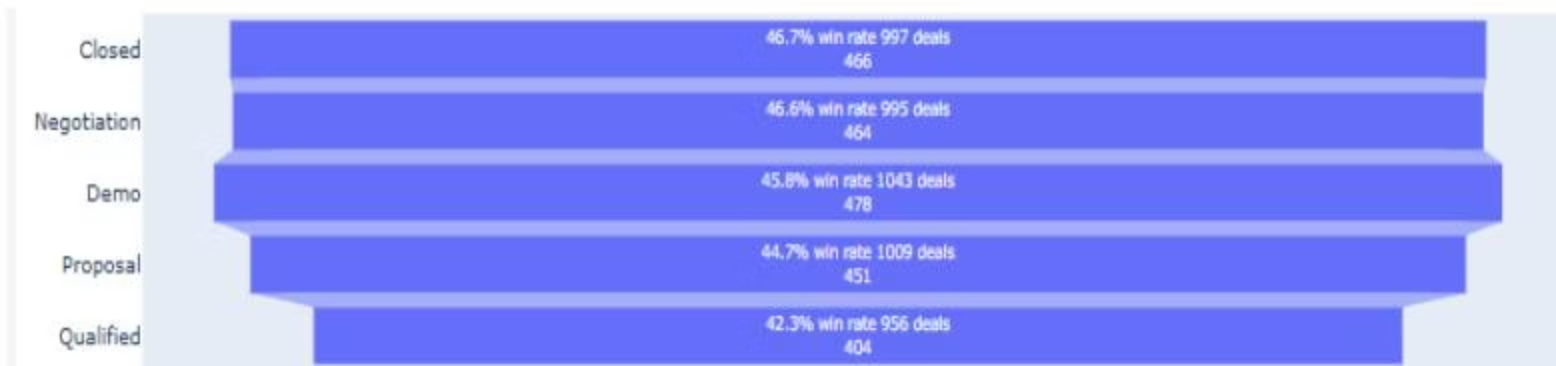 Closed
46.7% win rate 997 deals
466
Negotiation
46.6% win rate 995 deals
464
Demo
45.8% win rate 1043 deals
478
Proposal
44.7% win rate 1009 deals
451
Qualified
42.3% win rate 956 deals
404